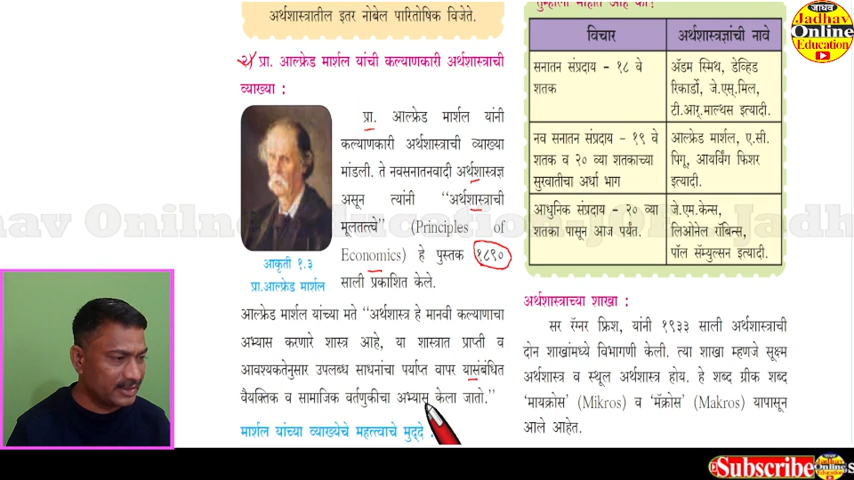 अर्थशास्त्रातील इतर नोबेल पारितोषिक विजेते.
२) प्रा. आल्फ्रेड मार्शल यांची कल्याणकारी अर्थशास्त्राची
व्याख्या :
प्रा. आल्फ्रेड मार्शल यांनी
कल्याणकारी अर्थशास्त्राची व्याख्या
मांडली. ते नवसनातनवादी अर्थशास्त्रज्ञ
असून त्यांनी “अर्थशास्त्राची
मूलतत्त्वे” (Principles of
Economics) हे पुस्तक १८९०
साली प्रकाशित केले.
आकृती १.३
प्रा.आल्फ्रेड मार्शल
आल्फ्रेड मार्शल यांच्या मते “अर्थशास्त्र हे मानवी कल्याणाचा
अभ्यास करणारे शास्त्र आहे, या शास्त्रात प्राप्ती व
आवश्यकतेनुसार उपलब्ध साधनांचा पर्याप्त वापर यासंबंधित
वैयक्तिक व सामाजिक वर्तणुकीचा अभ्यास केला जातो.”
मार्शल यांच्या व्याख्येचे महत्त्वाचे मुद्दे :
तुम्हाला माहीत आहे का?
विचार
अर्थशास्त्रज्ञांची नावे
सनातन संप्रदाय - १८ वे
शतक
अ‍ॅडम स्मिथ, डेव्हिड
रिकार्डो, जे.एस्.मिल,
टी.आर्.माल्थस इत्यादी.
नव सनातन संप्रदाय - १९ वे
शतक व २० व्या शतकाच्या
सुरवातीचा अर्धा भाग
आल्फ्रेड मार्शल, ए.सी.
पिगू, आयर्विंग फिशर
इत्यादी.
आधुनिक संप्रदाय - २० व्या
शतका पासून आज पर्यंत.
जे.एम.केन्स,
लिओनेल रॉबिन्स,
पॉल सॅम्युल्सन इत्यादी.
अर्थशास्त्राच्या शाखा :
सर रॅग्नर फ्रिश, यांनी १९३३ साली अर्थशास्त्राची
दोन शाखांमध्ये विभागणी केली. त्या शाखा म्हणजे सूक्ष्म
अर्थशास्त्र व स्थूल अर्थशास्त्र होय. हे शब्द ग्रीक शब्द
‘मायक्रोस’ (Mikros) व ‘मॅक्रोस’ (Makros) यापासून
आले आहेत.
जाधव
Jadhav
Online
Education
Subscribe